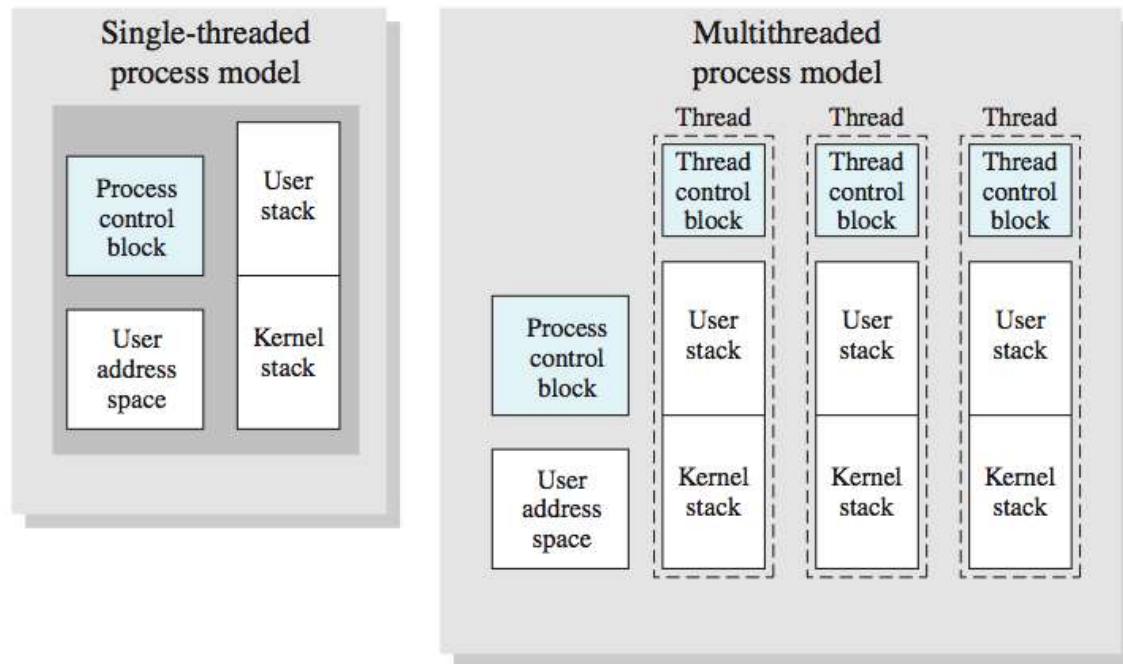 Single-threaded
process model
Process
control
block
User
stack
User
address
space
Kernel
stack
Multithreaded
process model
Process
control
block
User
address
space
Thread
Thread
control
block
User
stack
Kernel
stack
Thread
Thread
control
block
User
stack
Kernel
stack
Thread
Thread
control
block
User
stack
Kernel
stack